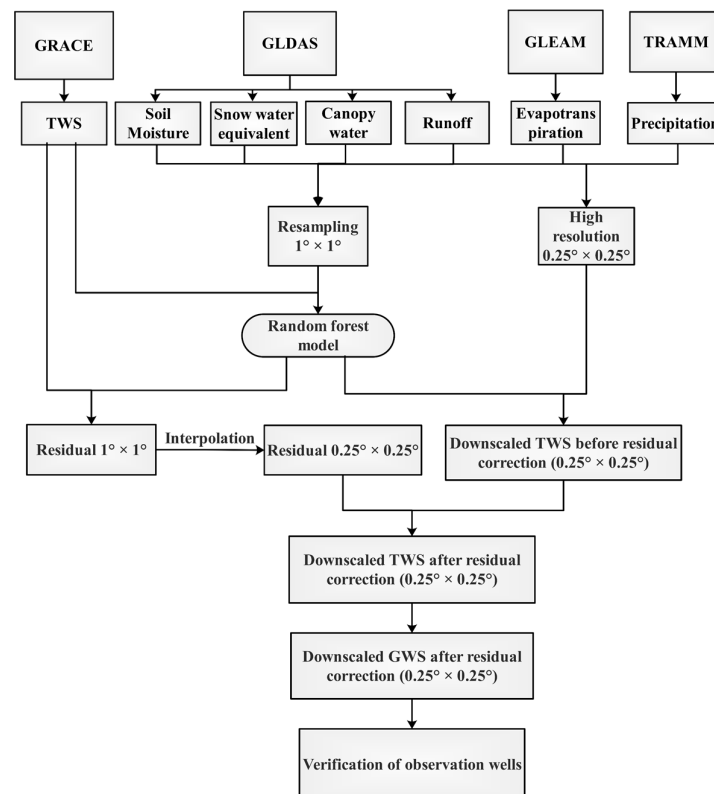 GRACE
GLDAS
GLEAM
TRAMM
TWS
Soil
Moisture
Snow water
equivalent
Canopy
water
Runoff
Evapotrans
piration
Precipitation
Resampling
1° × 1°
High
resolution
0.25° × 0.25°
Random forest
model
Residual 1° × 1°
Interpolation
Residual 0.25° × 0.25°
Downscaled TWS before residual
correction (0.25° × 0.25°)
Downscaled TWS after residual
correction (0.25° × 0.25°)
Downscaled GWS after residual
correction (0.25° × 0.25°)
Verification of observation wells